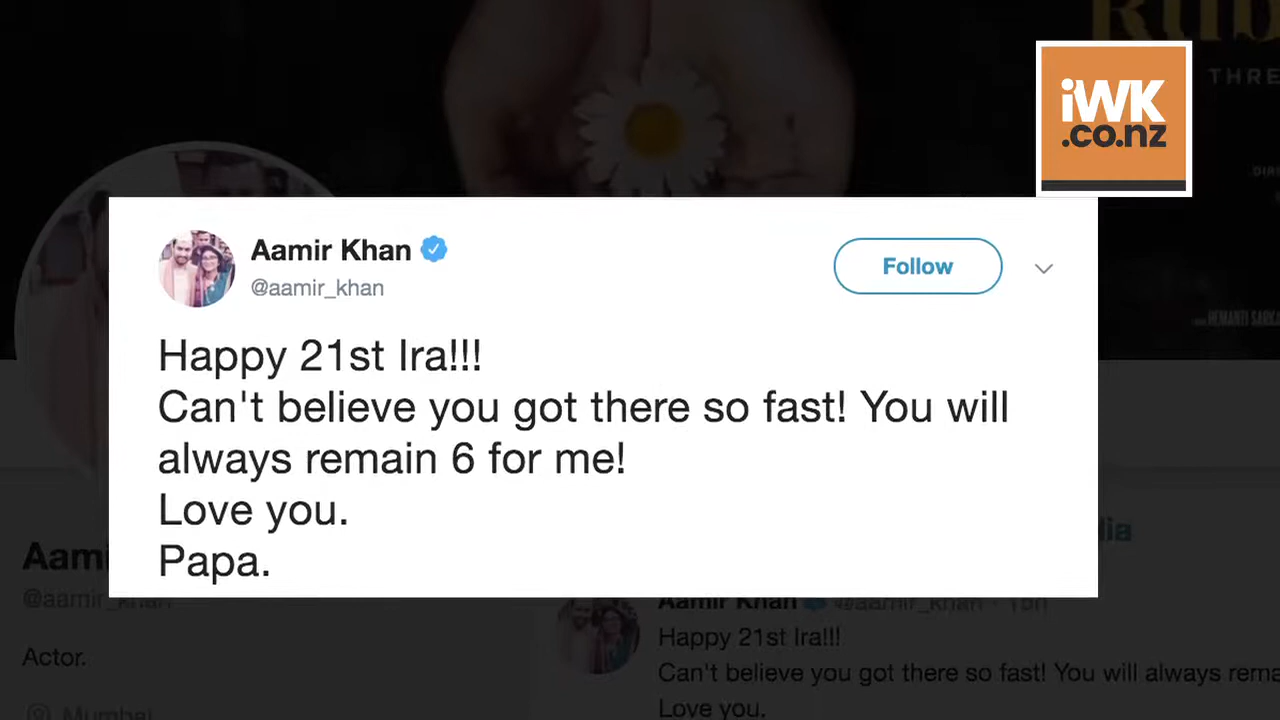 THRE
iWK
.co.nz
Aamir Khan
@aamir_khan
Follow
Happy 21st Ira!!!
Can't believe you got there so fast! You will
always remain 6 for me!
Love you.
Papa.
Aami
@aamir_khan
Actor.
Mumbai
Aamir Khan @aamir_khan
Happy 21st Ira!!!
Can't believe you got there so fast! You will always rema
Love you.